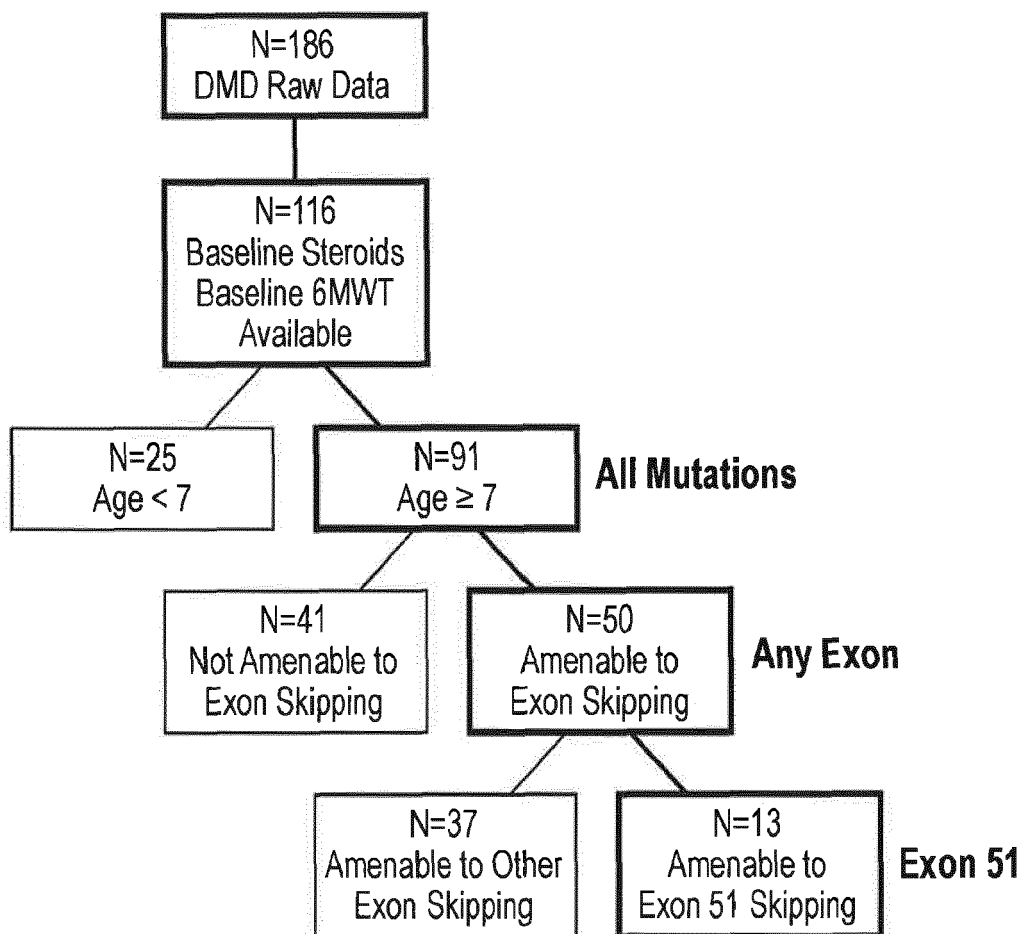 N=186
DMD Raw Data
N=116
Baseline Steroids
Baseline 6MWT
Available
N=25
Age < 7
N=91
Age ≥ 7
All Mutations
N=41
Not Amenable to
Exon Skipping
N=50
Amenable to
Exon Skipping
Any Exon
N=37
Amenable to Other
Exon Skipping
N=13
Amenable to
Exon 51 Skipping
Exon 51